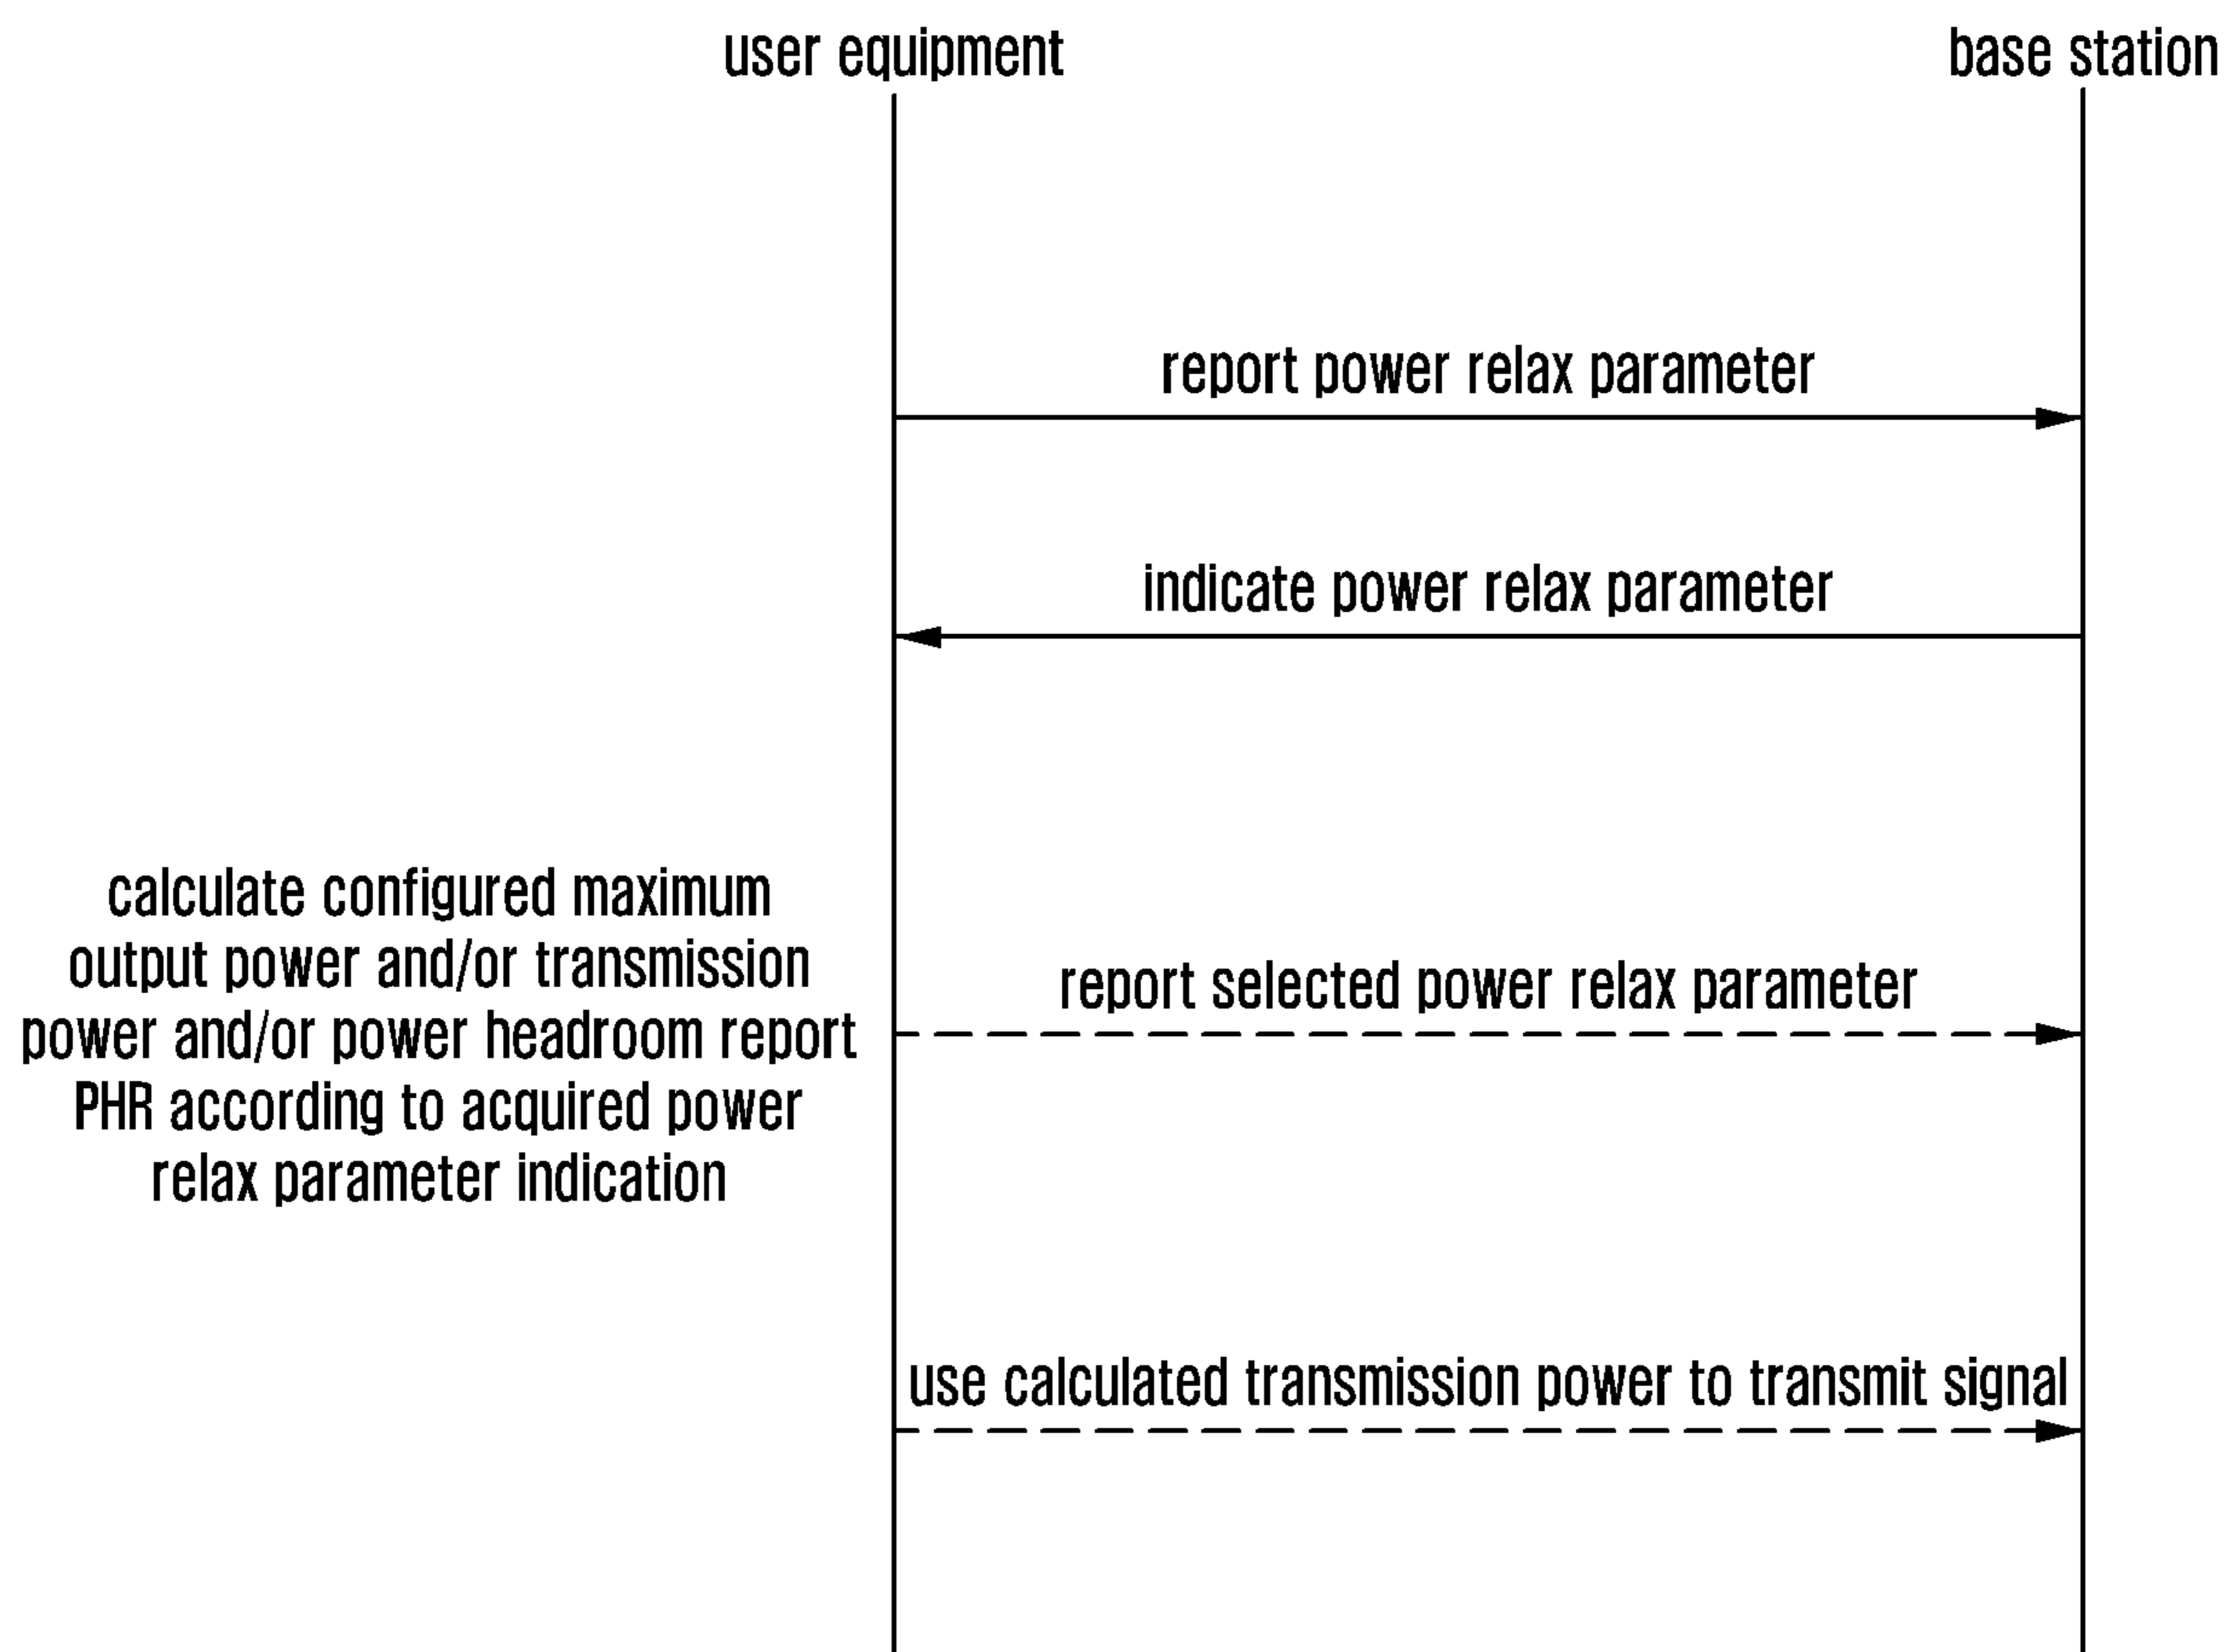 user equipment
base station
report power relax parameter
indicate power relax parameter
calculate configured maximum
output power and/or transmission
power and/or power headroom report
PHR according to acquired power
relax parameter indication
report selected power relax parameter
use calculated transmission power to transmit signal